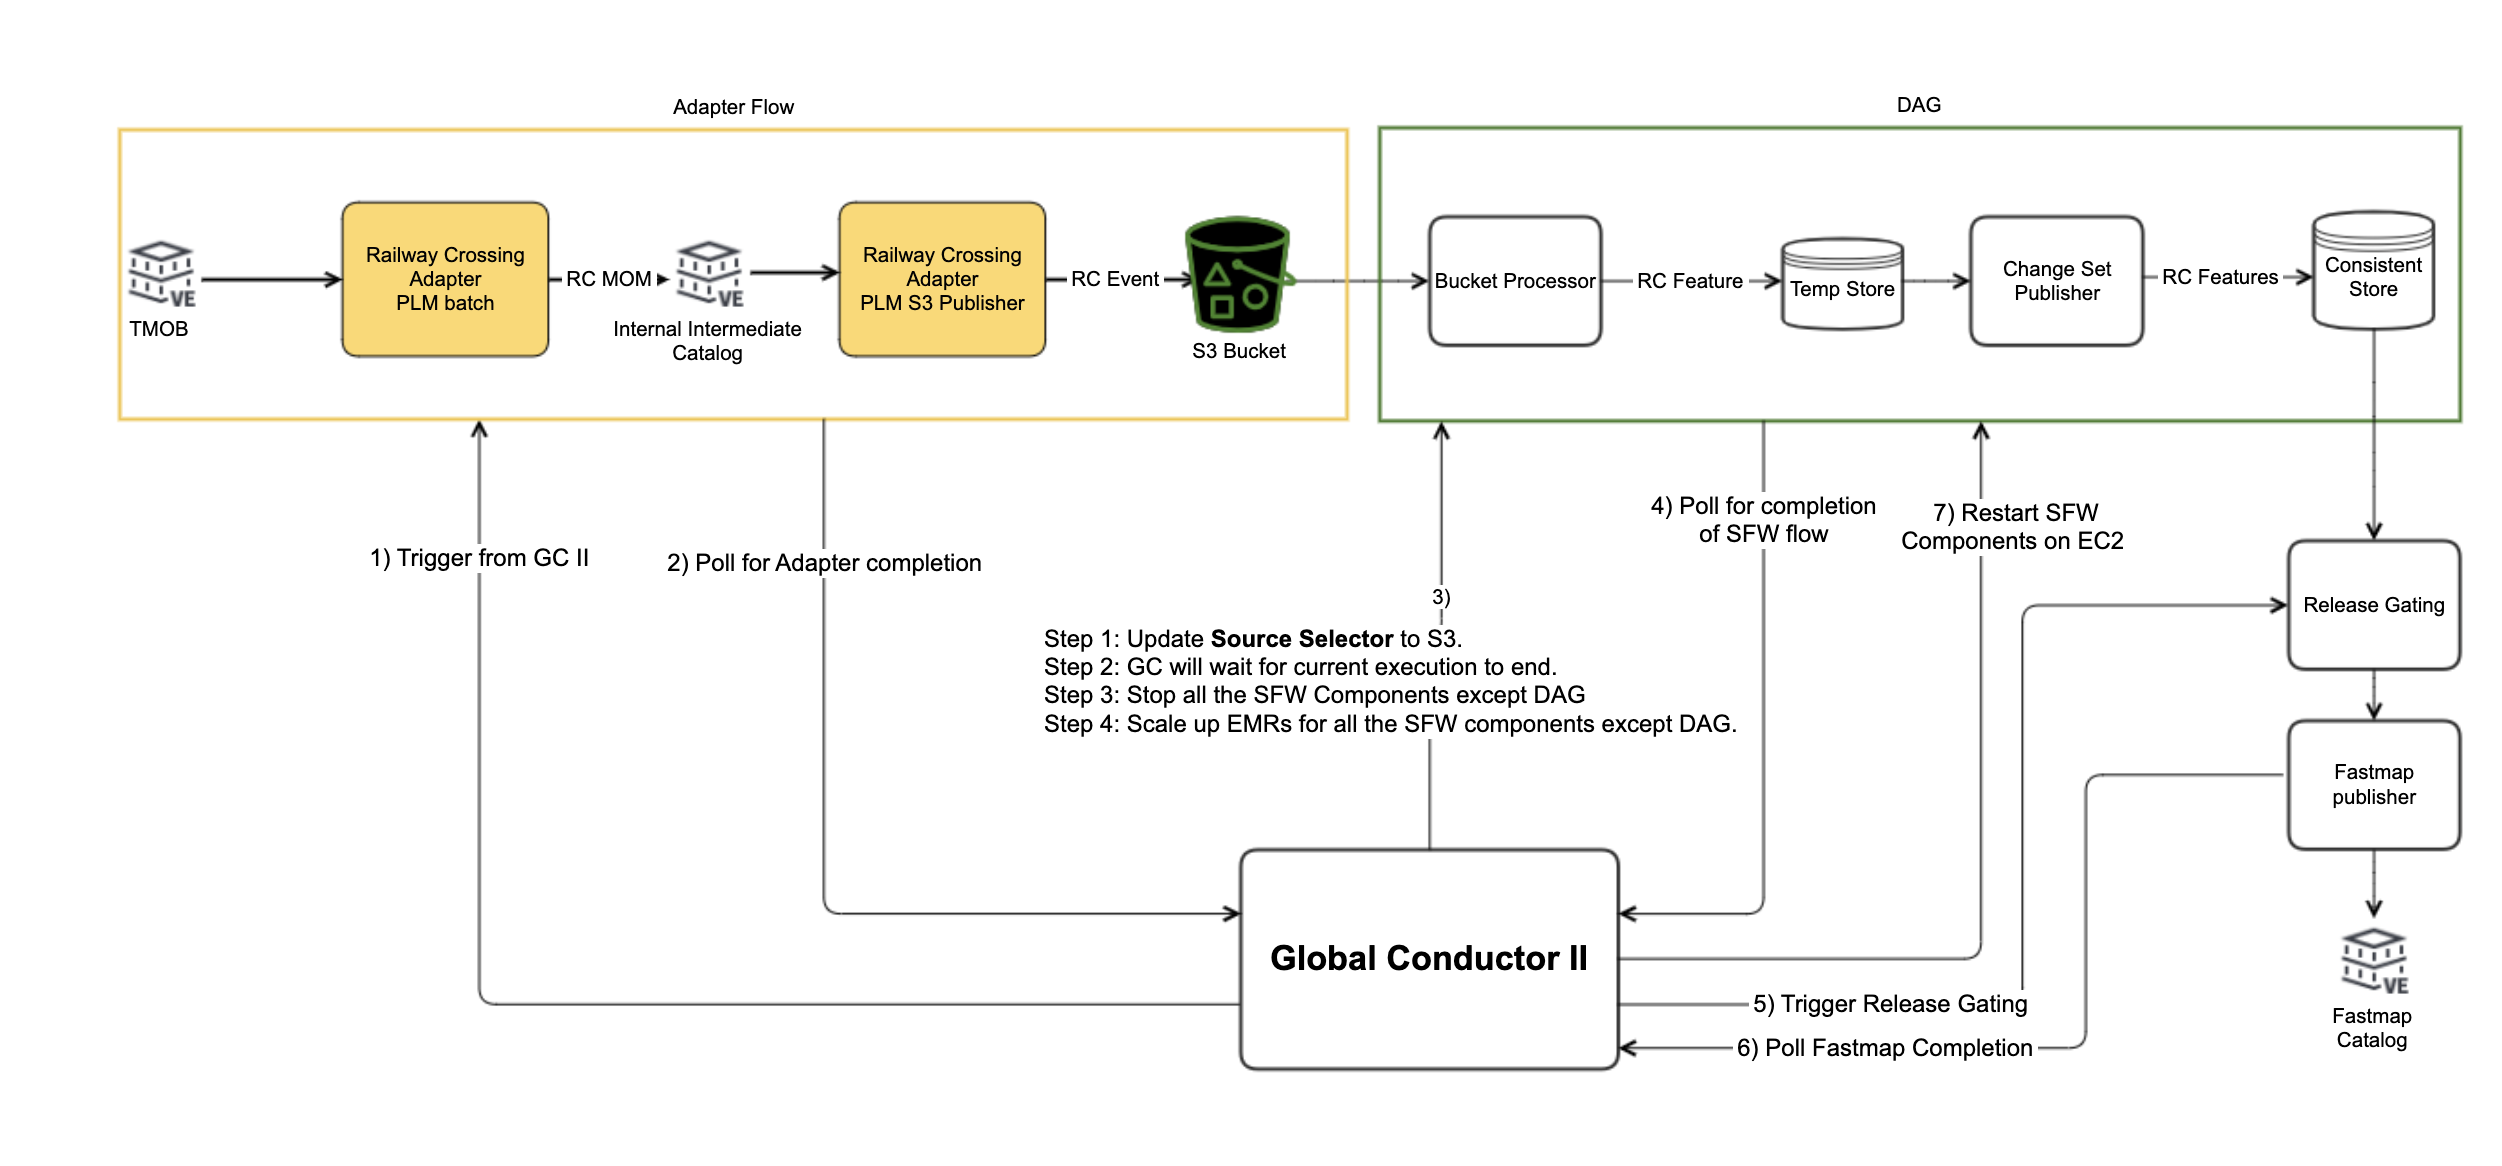 Adapter Flow
DAG
Railway Crossing
Adapter
PLM batch
RC MOM
Railway Crossing
Adapter
PLM S3 Publisher
RC Event
VE
TMOB
VE
Internal Intermediate
Catalog
S3 Bucket
Bucket Processor
RC Feature
Temp Store
Change Set
Publisher
RC Features
Consistent
Store
1) Trigger from GC II
2) Poll for Adapter completion
3)
Step 1: Update Source Selector to S3.
Step 2: GC will wait for current execution to end.
Step 3: Stop all the SFW Components except DAG
Step 4: Scale up EMRs for all the SFW components except DAG.
4) Poll for completion
of SFW flow
7) Restart SFW
Components on EC2
Release Gating
Fastmap
publisher
Global Conductor II
5) Trigger Release Gating
6) Poll Fastmap Completion
VE
Fastmap
Catalog